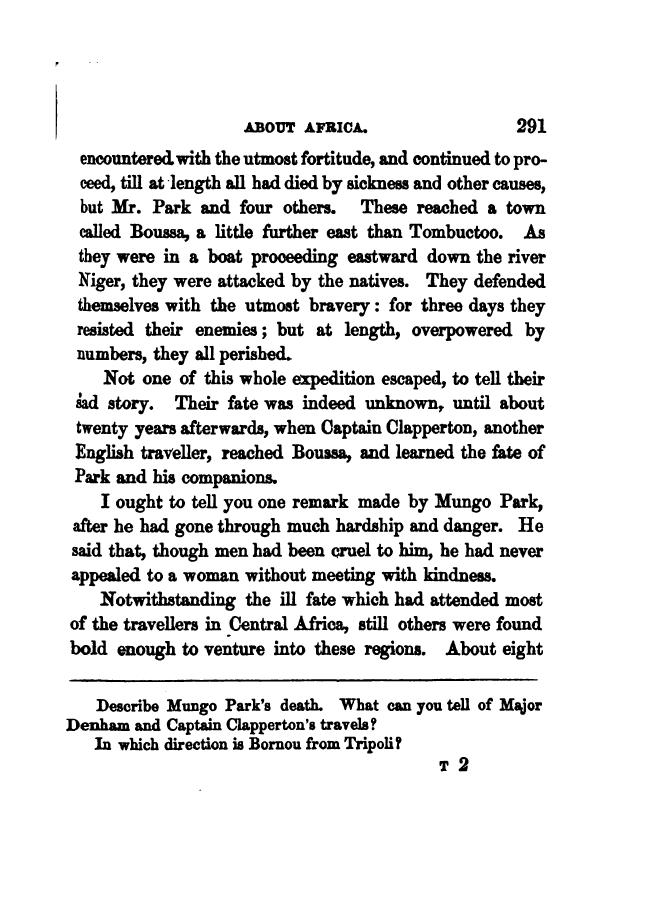 ABOUT AFRICA. 291
encountered with the utmost fortitude, and continued to pro-
ceed, till at length all had died by sickness and other causes,
but Mr. Park and four others. These reached a town
called Boussa, a little further east than Tombuctoo. As
they were in a boat proceeding eastward down the river
Niger, they were attacked by the natives. They defended
themselves with the utmost bravery: for three days they
resisted their enemies; but at length, overpowered by
numbers, they all perished.
Not one of this whole expedition escaped, to tell their
sad story. Their fate was indeed unknown, until about
twenty years afterwards, when Captain Clapperton, another
English traveller, reached Boussa, and learned the fate of
Park and his companions.
I ought to tell you one remark made by Mungo Park,
after he had gone through much hardship and danger. He
said that, though men had been cruel to him, he had never
appealed to a woman without meeting with kindness.
Notwithstanding the ill fate which had attended most
of the travellers in Central Africa, still others were found
bold enough to venture into these regions. About eight
Describe Mungo Park's death. What can you tell of Major
Denham and Captain Clapperton's travels?
In which direction is Bornou from Tripoli?
T 2